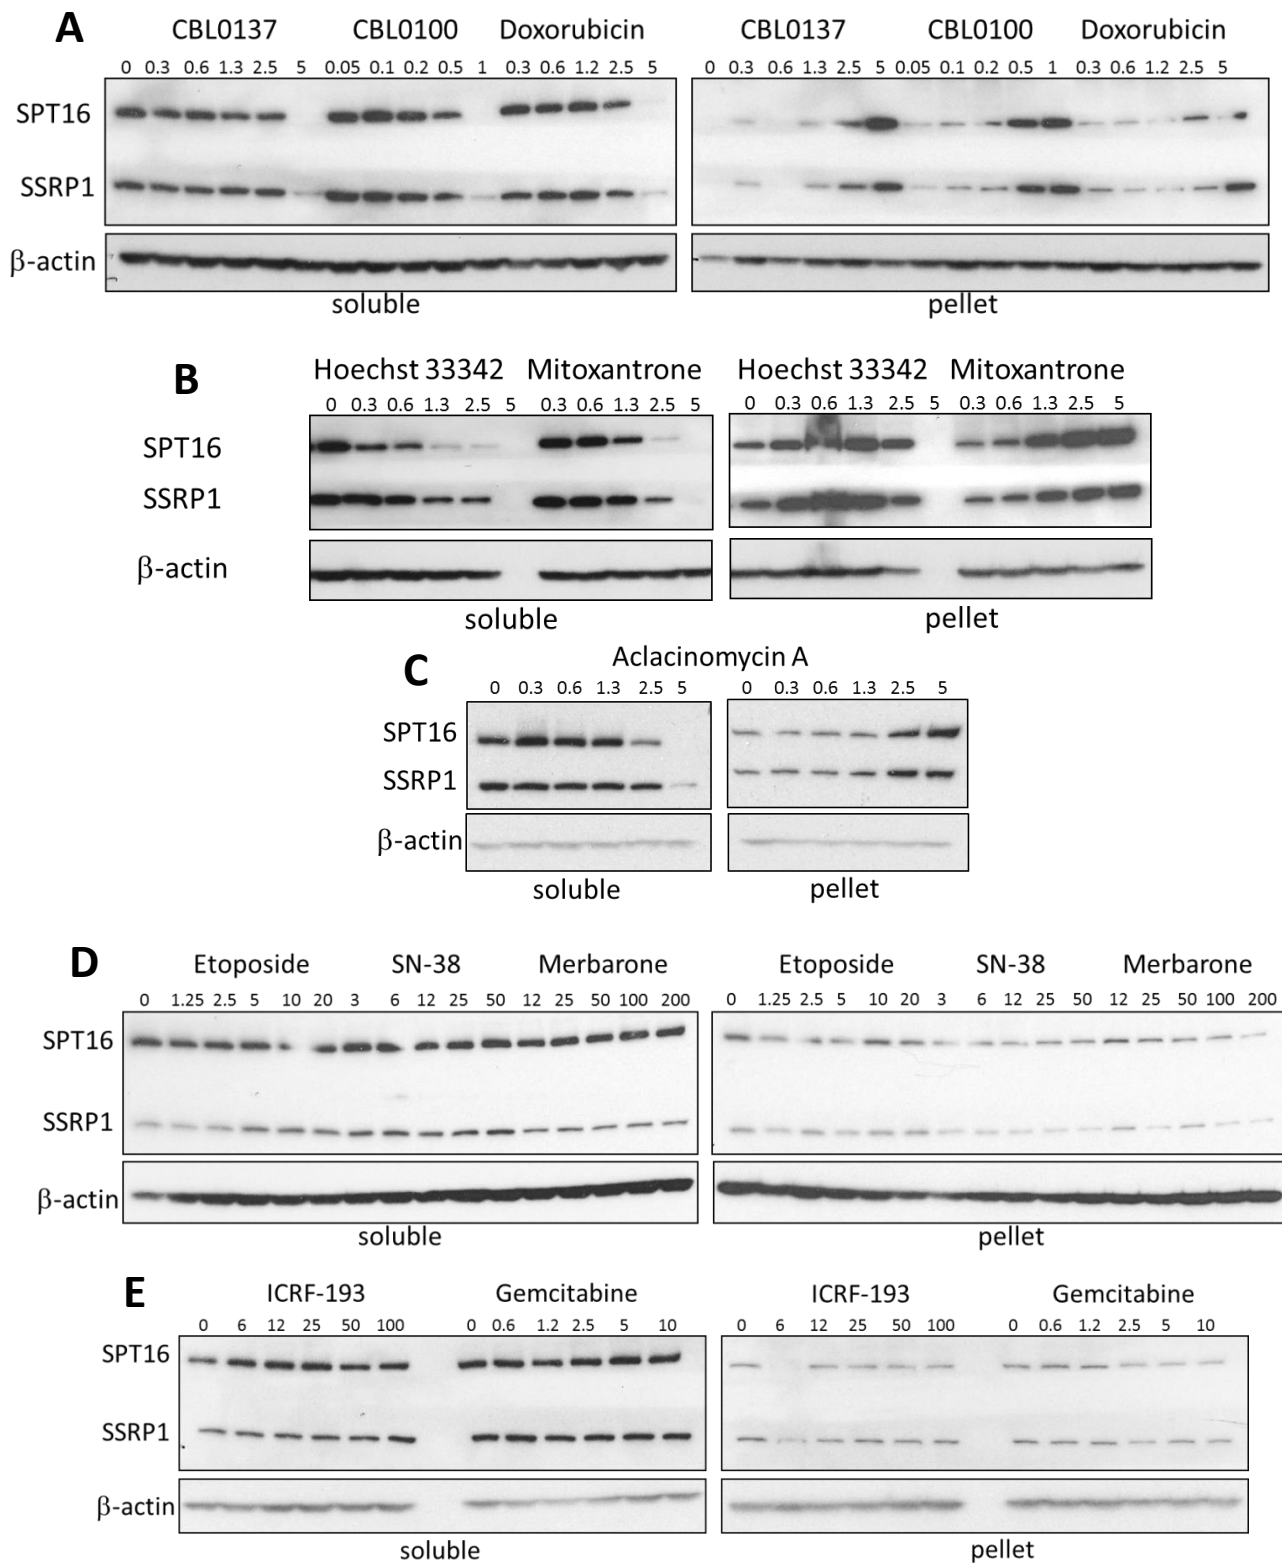 A
CBL0137 CBL0100 Doxorubicin CBL0137 CBL0100 Doxorubicin
0 0.3 0.6 1.3 2.5 5 0.05 0.1 0.2 0.5 1 0.3 0.6 1.2 2.5 5 0 0.3 0.6 1.3 2.5 5 0.05 0.1 0.2 0.5 1 0.3 0.6 1.2 2.5 5
SPT16
SSRP1
β-actin
soluble pellet
B
Hoechst 33342 Mitoxantrone Hoechst 33342 Mitoxantrone
0 0.3 0.6 1.3 2.5 5 0.3 0.6 1.3 2.5 5 0 0.3 0.6 1.3 2.5 5 0.3 0.6 1.3 2.5 5
SPT16
SSRP1
β-actin
soluble pellet
C
Aclacinomycin A
0 0.3 0.6 1.3 2.5 5 0 0.3 0.6 1.3 2.5 5
SPT16
SSRP1
β-actin
soluble pellet
D
Etoposide SN-38 Merbarone Etoposide SN-38 Merbarone
0 1.25 2.5 5 10 20 3 6 12 25 50 12 25 50 100 200 0 1.25 2.5 5 10 20 3 6 12 25 50 12 25 50 100 200
SPT16
SSRP1
β-actin
soluble pellet
E
ICRF-193 Gemcitabine ICRF-193 Gemcitabine
0 6 12 25 50 100 0 0.6 1.2 2.5 5 10 0 6 12 25 50 100 0 0.6 1.2 2.5 5 10
SPT16
SSRP1
β-actin
soluble pellet